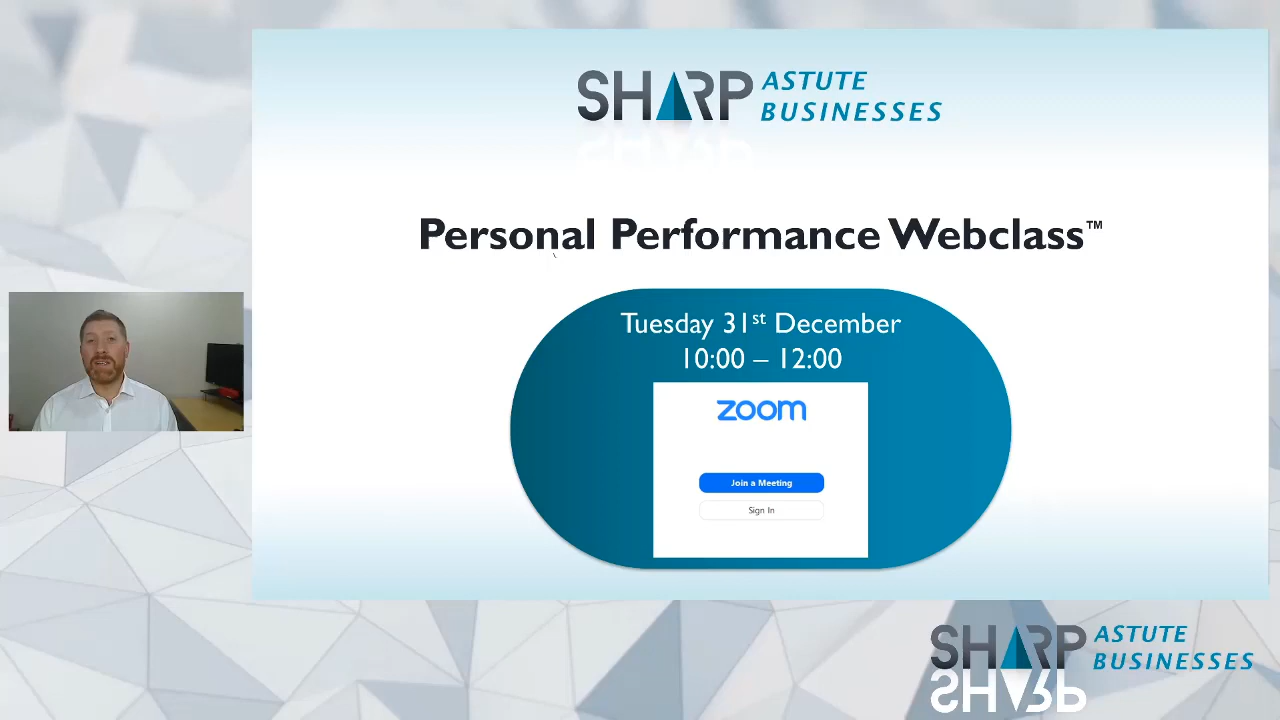 SHARP ASTUTE
BUSINESSES
Personal Performance Webclass™
Tuesday 31st December
10:00 – 12:00
zoom
Join a Meeting
Sign In
SHARP ASTUTE
BUSINESSES